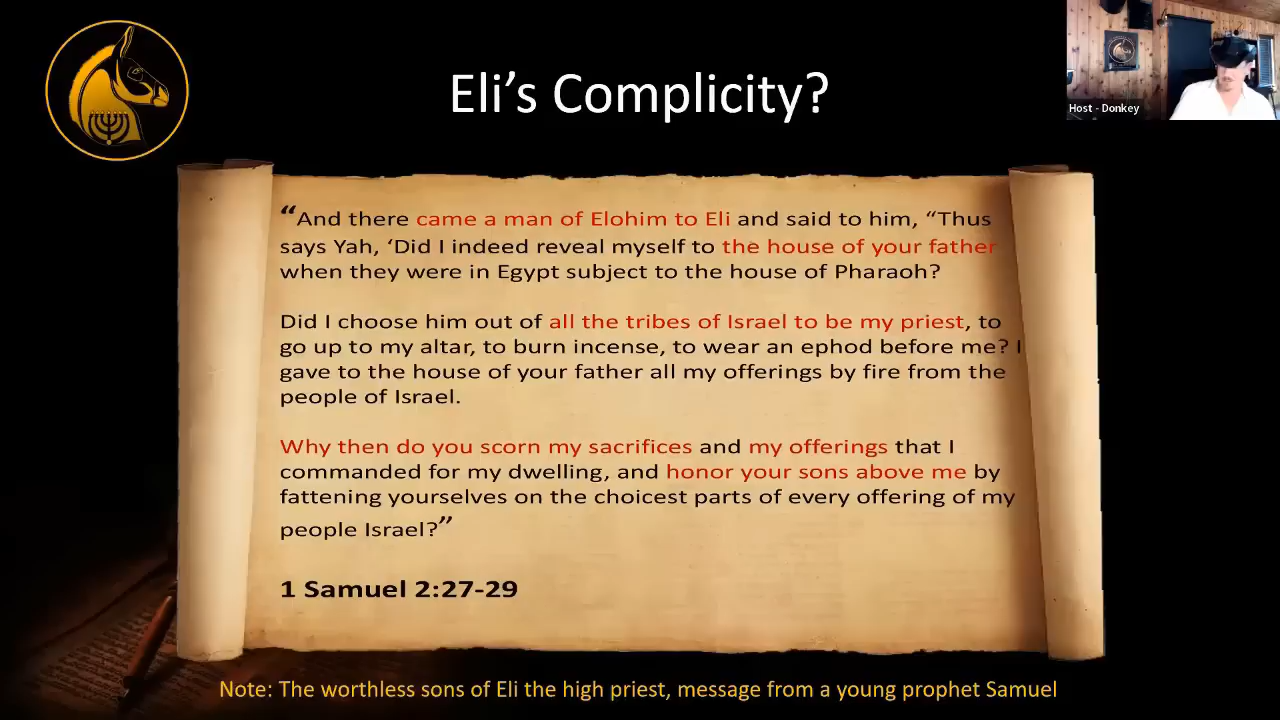 Eli's Complicity?
Host - Donkey
“And there came a man of Elohim to Eli and said to him, “Thus
says Yah, ‘Did I indeed reveal myself to the house of your father
when they were in Egypt subject to the house of Pharaoh?
Did I choose him out of all the tribes of Israel to be my priest, to
go up to my altar, to burn incense, to wear an ephod before me? I
gave to the house of your father all my offerings by fire from the
people of Israel.
Why then do you scorn my sacrifices and my offerings that I
commanded for my dwelling, and honor your sons above me by
fattening yourselves on the choicest parts of every offering of my
people Israel?”
1 Samuel 2:27-29
Note: The worthless sons of Eli the high priest, message from a young prophet Samuel